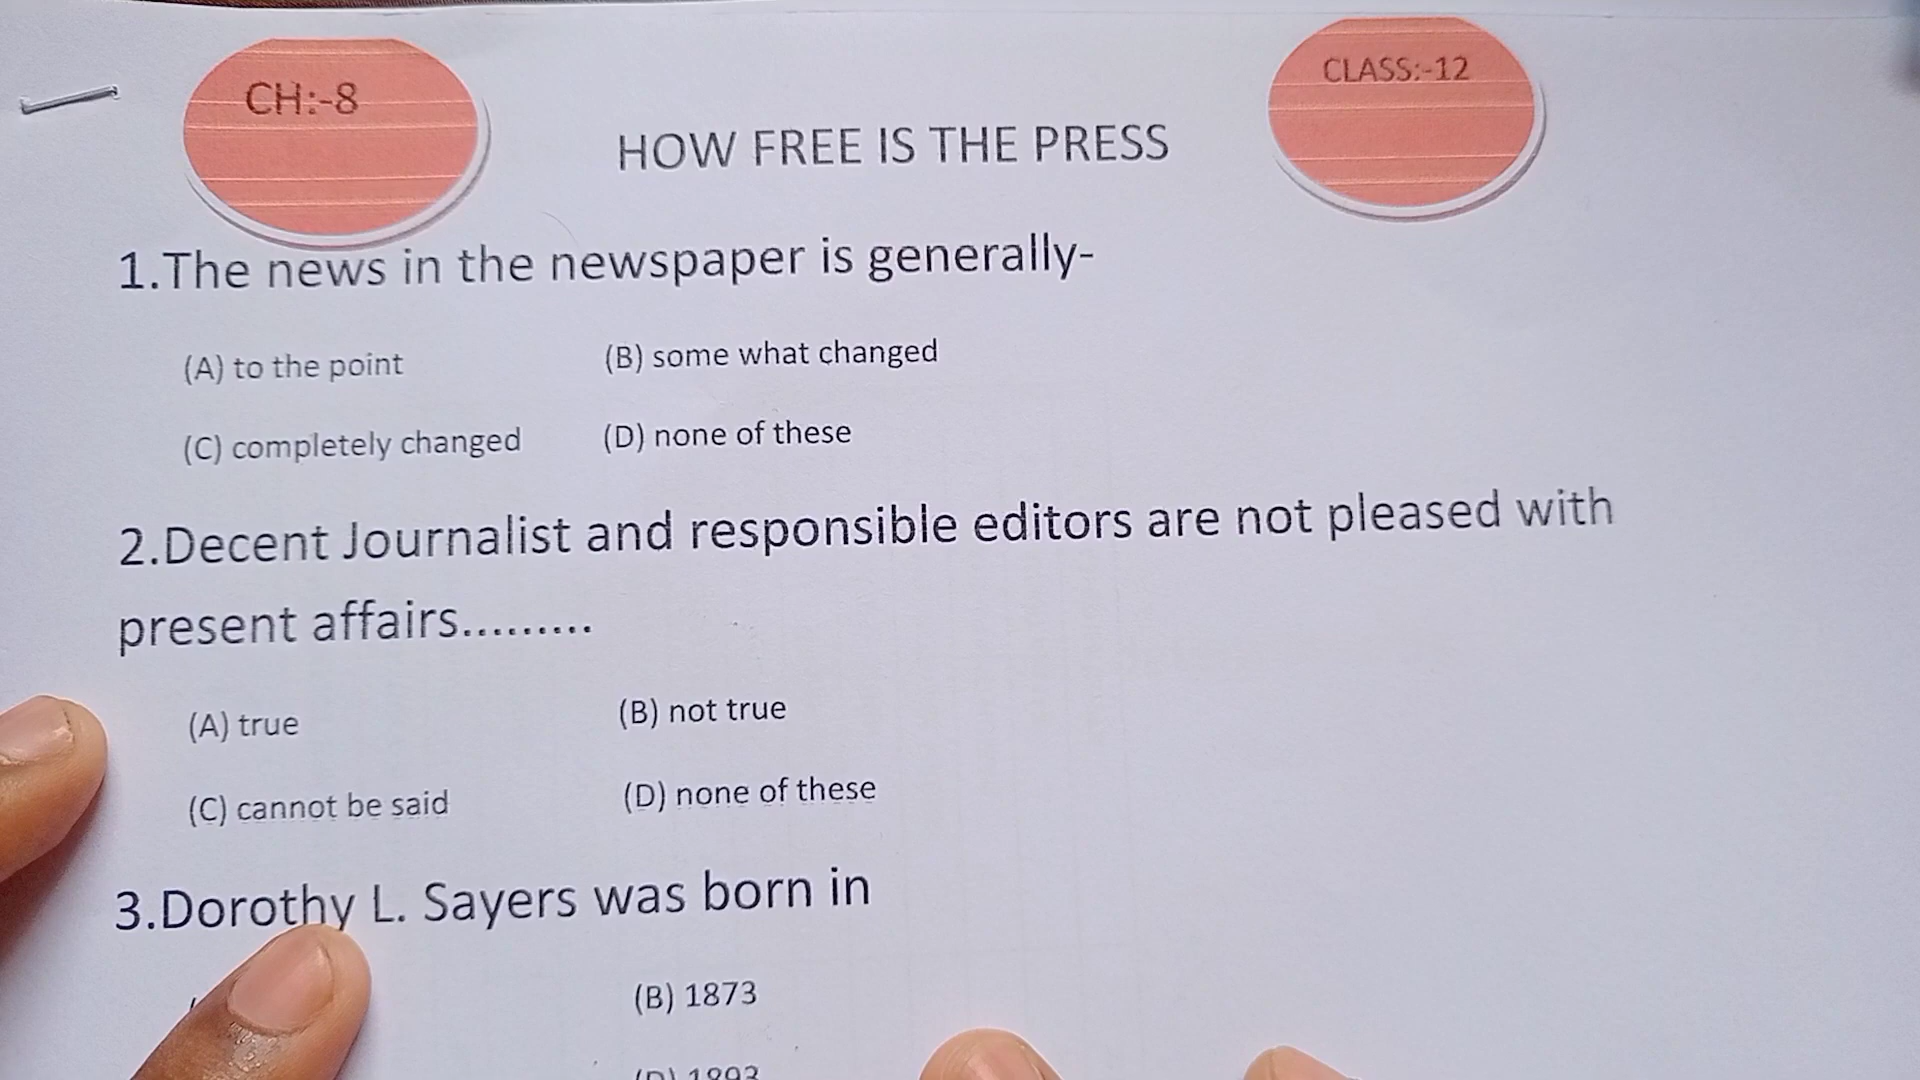 CH:-8
CLASS:-12
HOW FREE IS THE PRESS
1.The news in the newspaper is generally-
(A) to the point (B) some what changed
(C) completely changed (D) none of these
2.Decent Journalist and responsible editors are not pleased with
present affairs.........
(A) true (B) not true
(C) cannot be said (D) none of these
3.Dorothy L. Sayers was born in
(B) 1873
(D) 1893